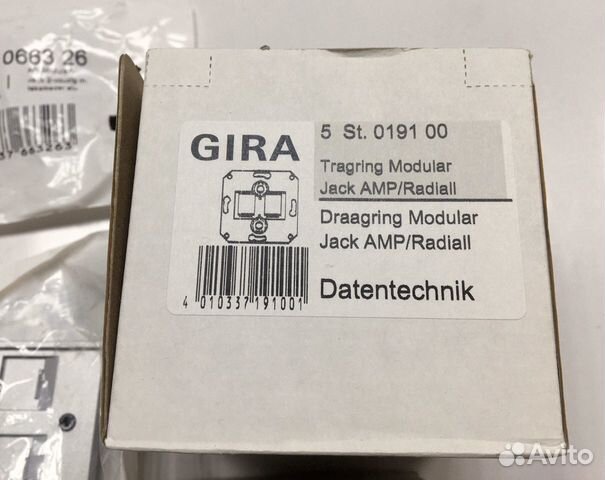 0663 26
GIRA
5 St. 0191 00
Tragring Modular
Jack AMP/Radiall
Draagring Modular
Jack AMP/Radiall
Datentechnik
4 010337 191001
Avito